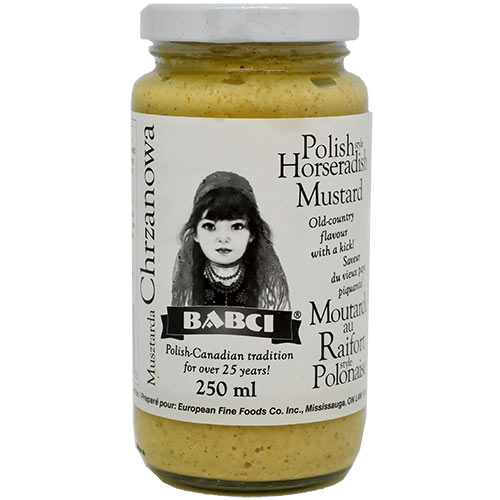 Musztarda Chrzanowa
BABCI ®
Polish-Canadian tradition
for over 25 years!
250 ml
Polish style
Horseradish
Mustard
Old-country
flavour
with a kick!
Saveur
du vieux pays
piquante!
Moutarde
au
Raifort
style
Polonaise
/ Preparé pour: European Fine Foods Co. Inc., Mississauga, ON